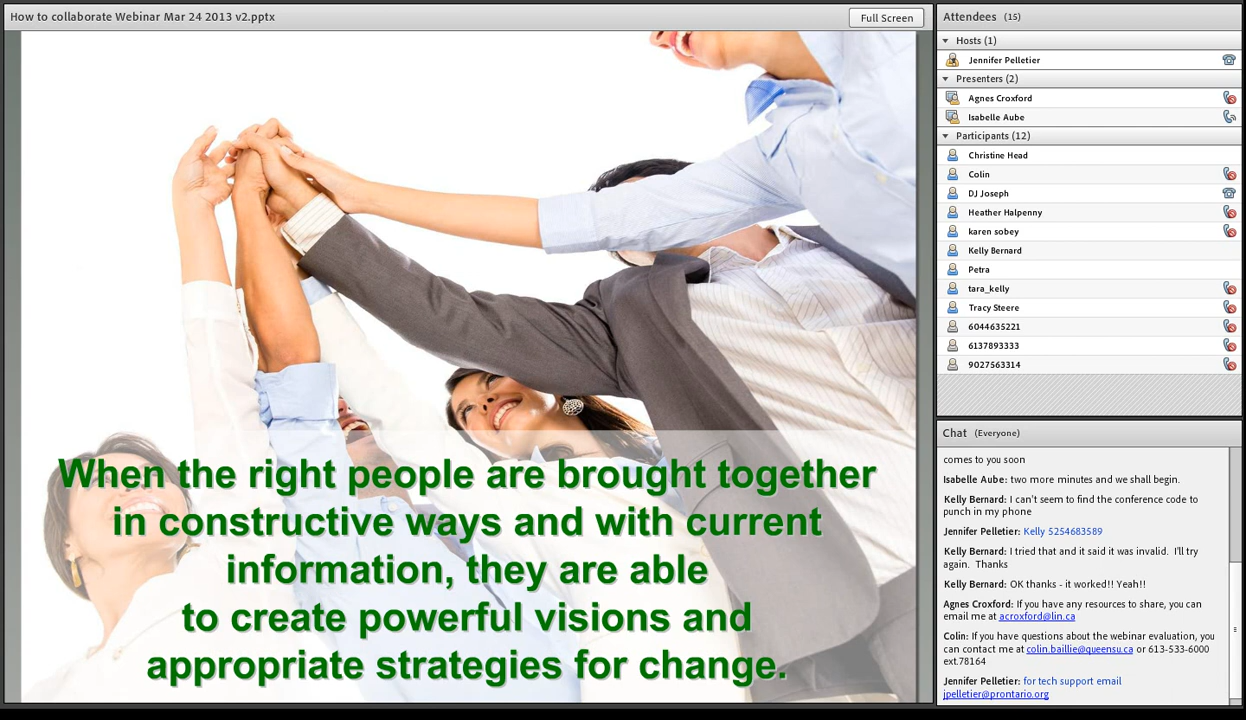 How to collaborate Webinar Mar 24 2013 v2.pptx
Full Screen
When the right people are brought together
in constructive ways and with current
information, they are able
to create powerful visions and
appropriate strategies for change.
Attendees (15)
Hosts (1)
Jennifer Pelletier
Presenters (2)
Agnes Croxford
Isabelle Aube
Participants (12)
Christine Head
Colin
DJ Joseph
Heather Halpenny
karen sobey
Kelly Bernard
Petra
tara_kelly
Tracy Steere
6044635221
6137893333
9027563314
Chat (Everyone)
comes to you soon
Isabelle Aube: two more minutes and we shall begin.
Kelly Bernard: I can't seem to find the conference code to
punch in my phone
Jennifer Pelletier: Kelly 5254683589
Kelly Bernard: I tried that and it said it was invalid. I'll try
again. Thanks
Kelly Bernard: OK thanks - it worked!! Yeah!!
Agnes Croxford: If you have any resources to share, you can
email me at acroxford@lin.ca
Colin: If you have questions about the webinar evaluation, you
can contact me at colin.baillie@queensu.ca or 613-533-6000
ext.78164
Jennifer Pelletier: for tech support email
jpelletier@prontario.org